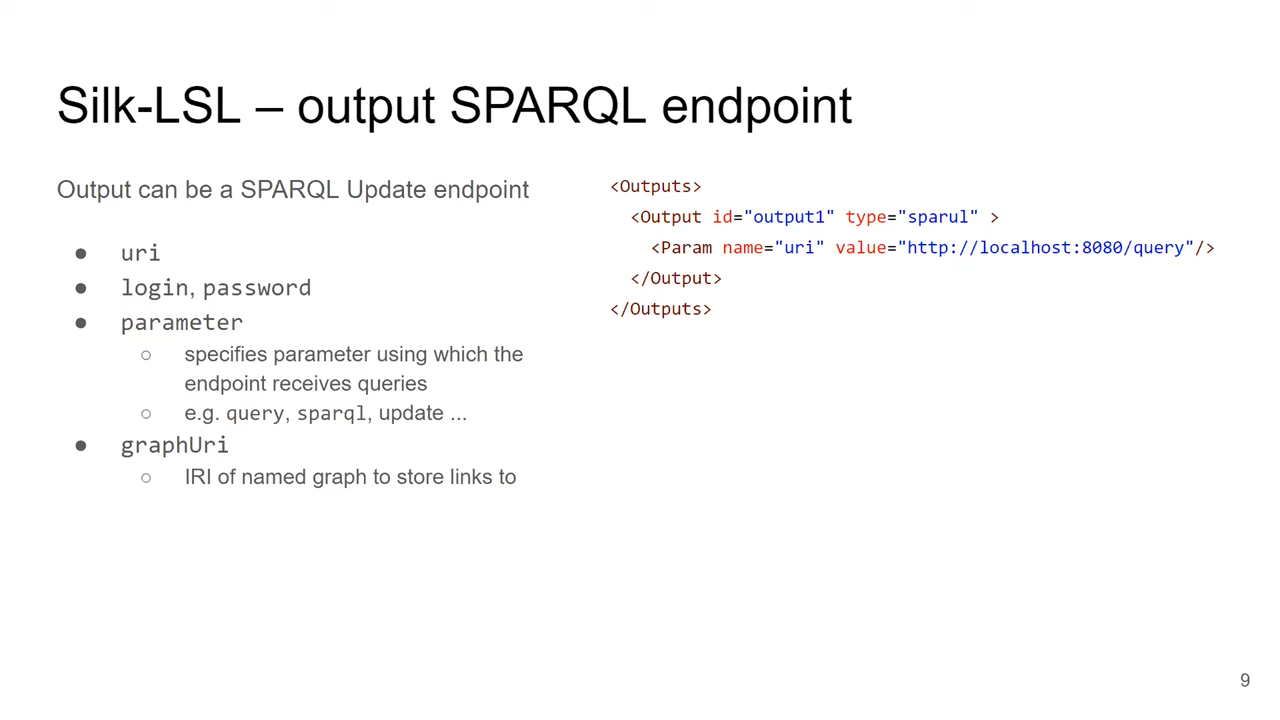 Silk-LSL – output SPARQL endpoint
Output can be a SPARQL Update endpoint
● uri
● login, password
● parameter
○ specifies parameter using which the
endpoint receives queries
○ e.g. query, sparql, update ...
● graphUri
○ IRI of named graph to store links to
<Outputs>
<Output id="output1" type="sparul" >
<Param name="uri" value="http://localhost:8080/query"/>
</Output>
</Outputs>
9